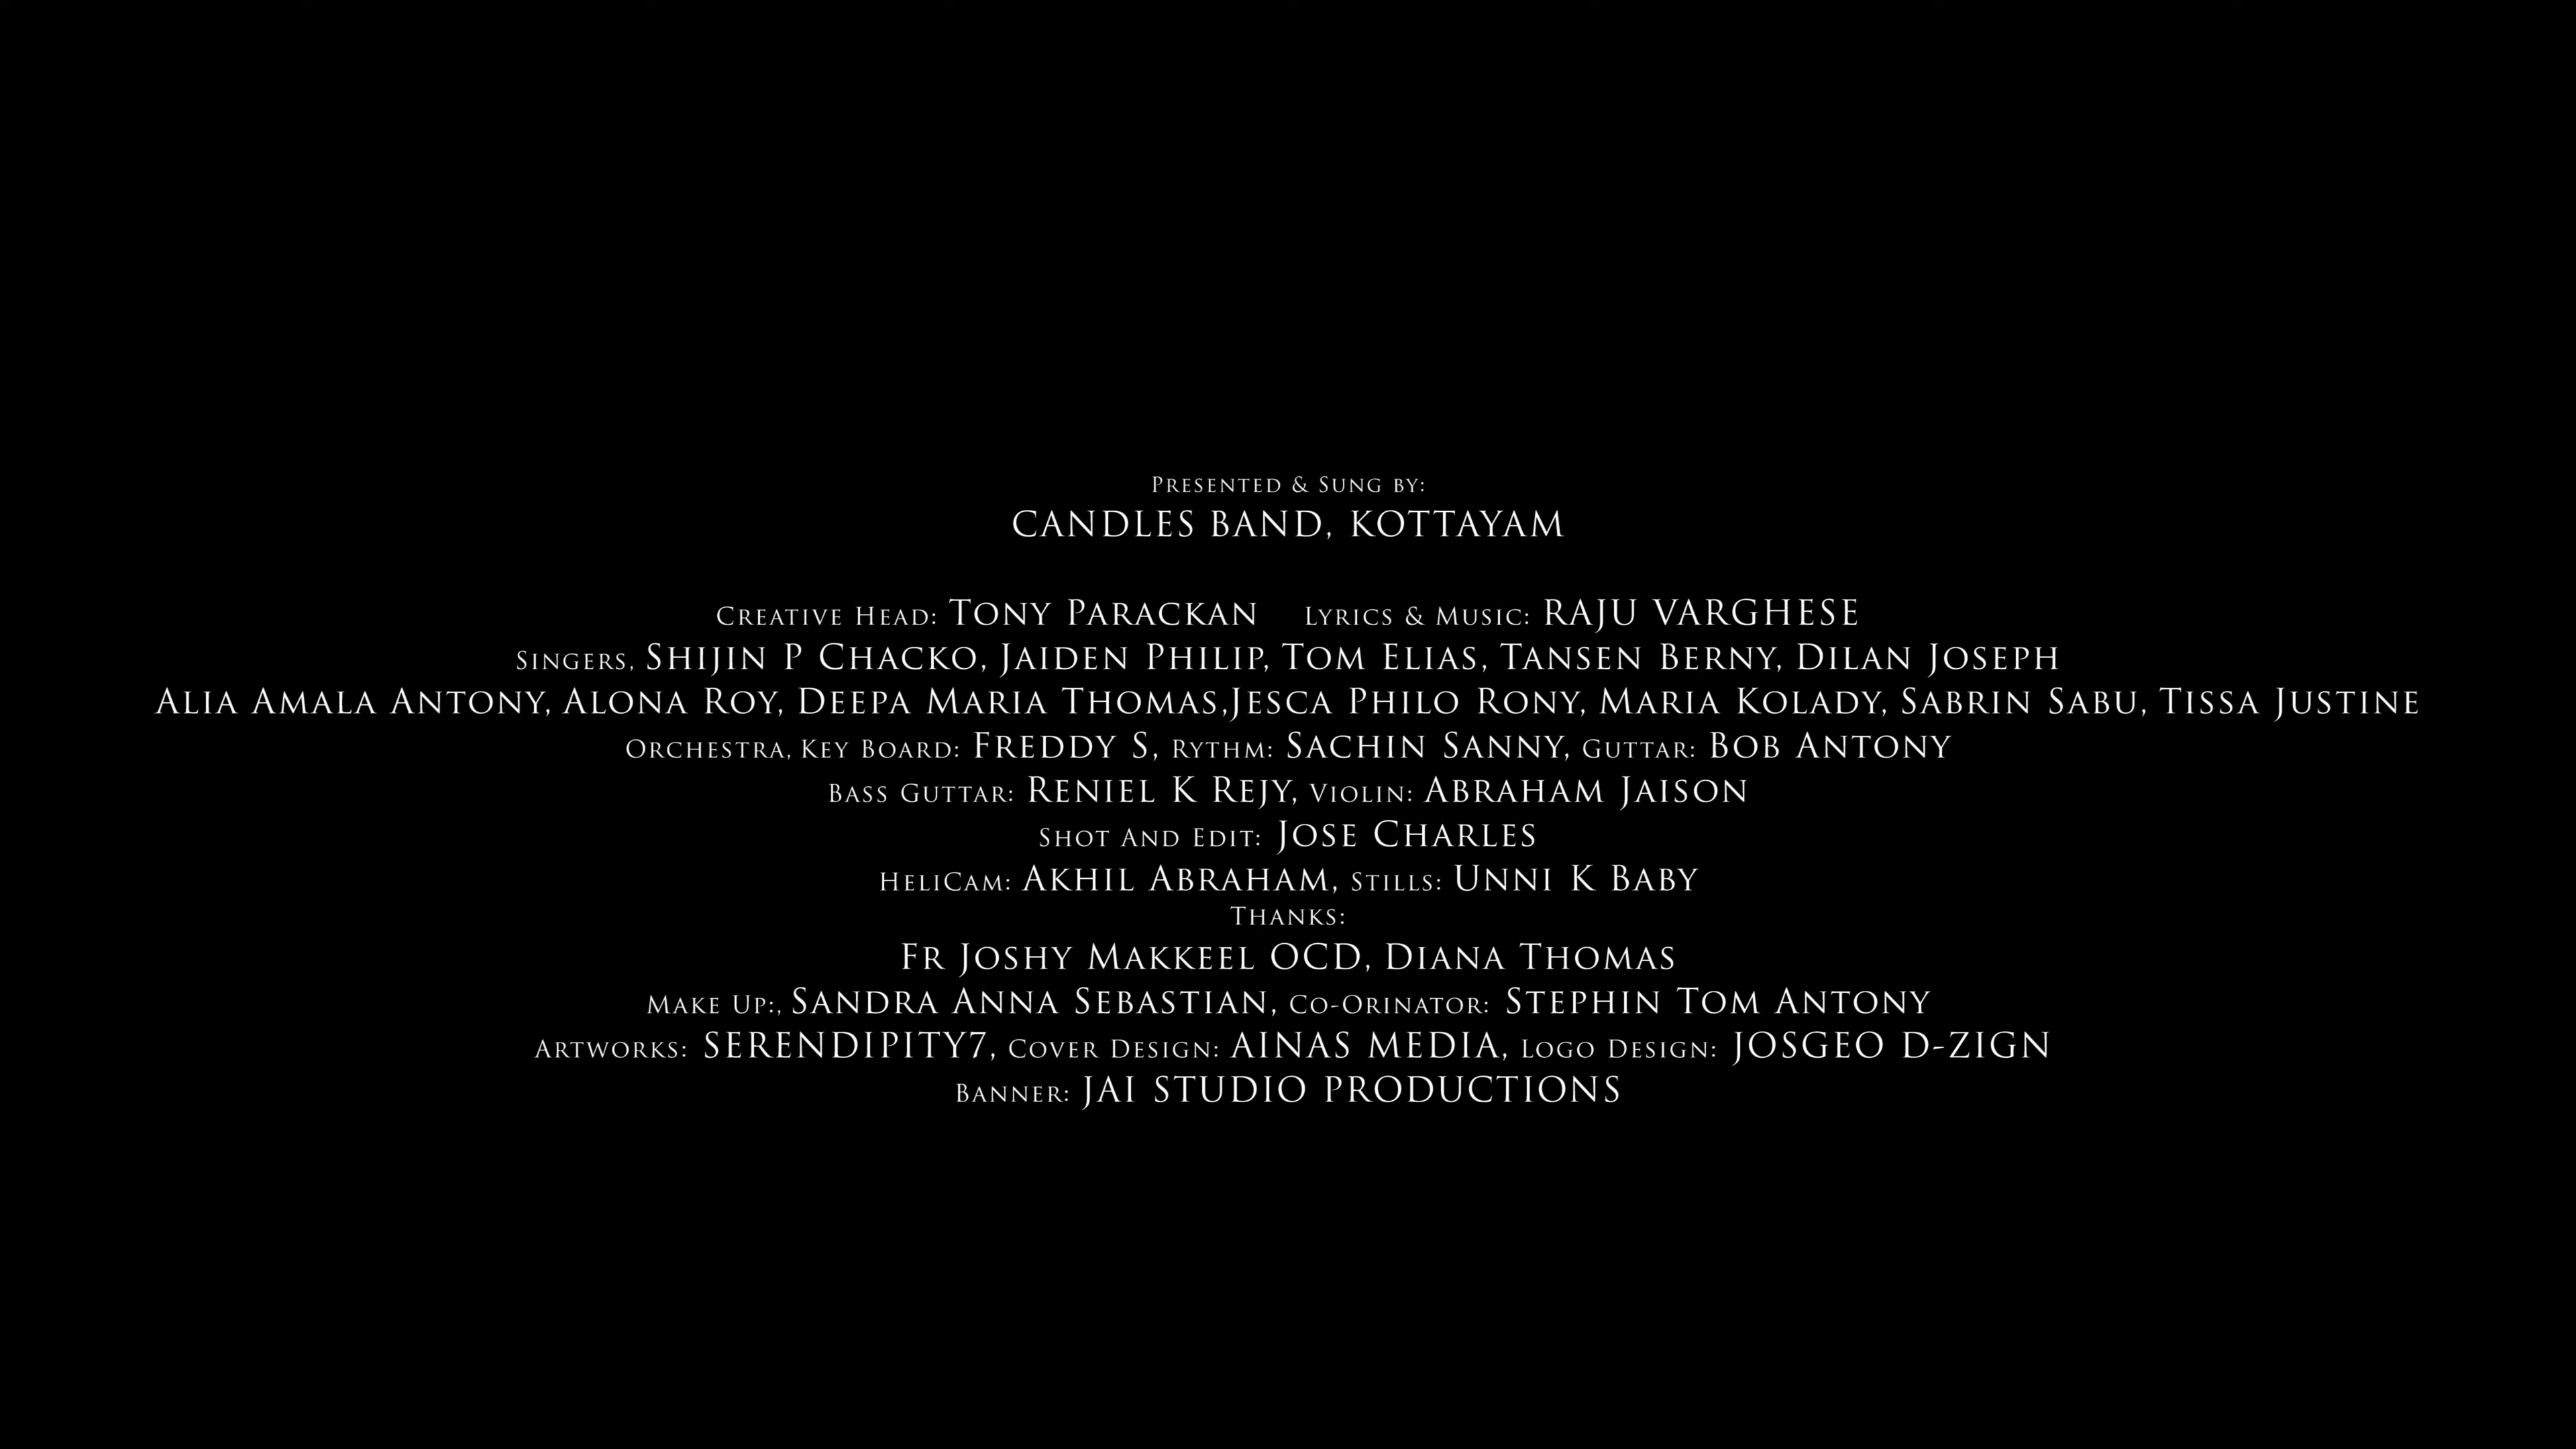 Presented & Sung by:
CANDLES BAND, KOTTAYAM
Creative Head: Tony Parackan Lyrics & Music: RAJU VARGHESE
Singers, Shijin P Chacko, Jaiden Philip, Tom Elias, Tansen Berny, Dilan Joseph
Alia Amala Antony, Alona Roy, Deepa Maria Thomas,Jesca Philo Rony, Maria Kolady, Sabrin Sabu, Tissa Justine
Orchestra, Key Board: Freddy S, Rythm: Sachin Sanny, Guttar: Bob Antony
Bass Guttar: Reniel K Rejy, Violin: Abraham Jaison
Shot And Edit: Jose Charles
HeliCam: Akhil Abraham, Stills: Unni K Baby
Thanks:
Fr Joshy Makkeel OCD, Diana Thomas
Make Up:, Sandra Anna Sebastian, Co-Orinator: Stephin Tom Antony
Artworks: SERENDIPITY7, Cover Design: AINAS MEDIA, Logo Design: JOSGEO D-ZIGN
Banner: JAI STUDIO PRODUCTIONS